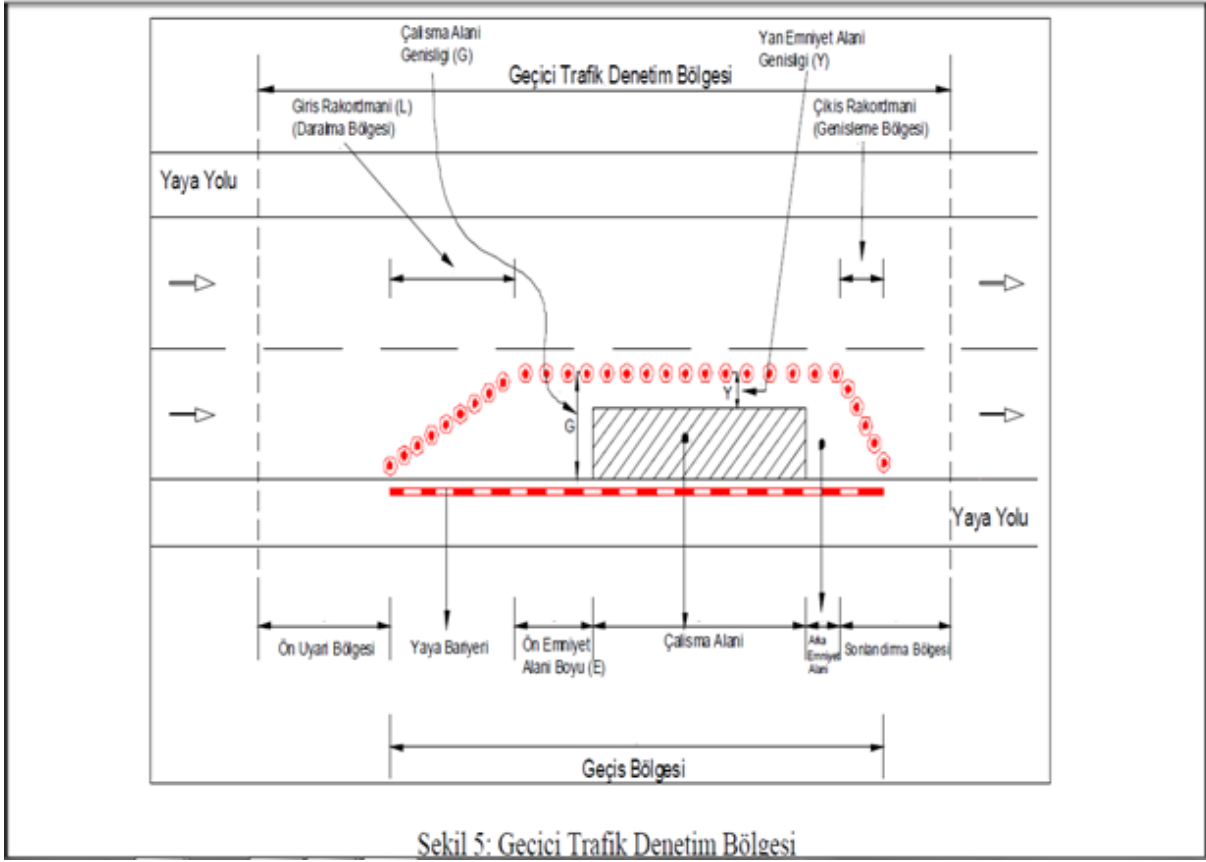 Çalisma Alani
Genisligi (G)
Yan Emniyet Alani
Genisligi (Y)
Geçici Trafik Denetim Bölgesi
Giris Rakordmani (L)
(Daralma Bölgesi)
Çikis Rakordmani
(Genisleme Bölgesi)
Yaya Yolu
Y
G
Yaya Yolu
Ön Uyari Bölgesi
Yaya Bariyeri
Ön Emniyet
Alani Boyu (E)
Çalisma Alani
Arka
Emniyet
Alani
Sonlandirma Bölgesi
Geçis Bölgesi
Sekil 5: Geçici Trafik Denetim Bölgesi